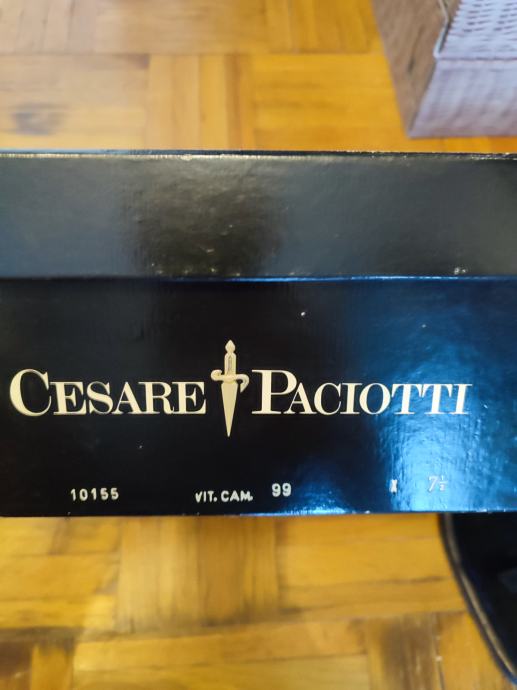 CESARE PACIOTTI
10155 VIT. CAM. 99 X 7½